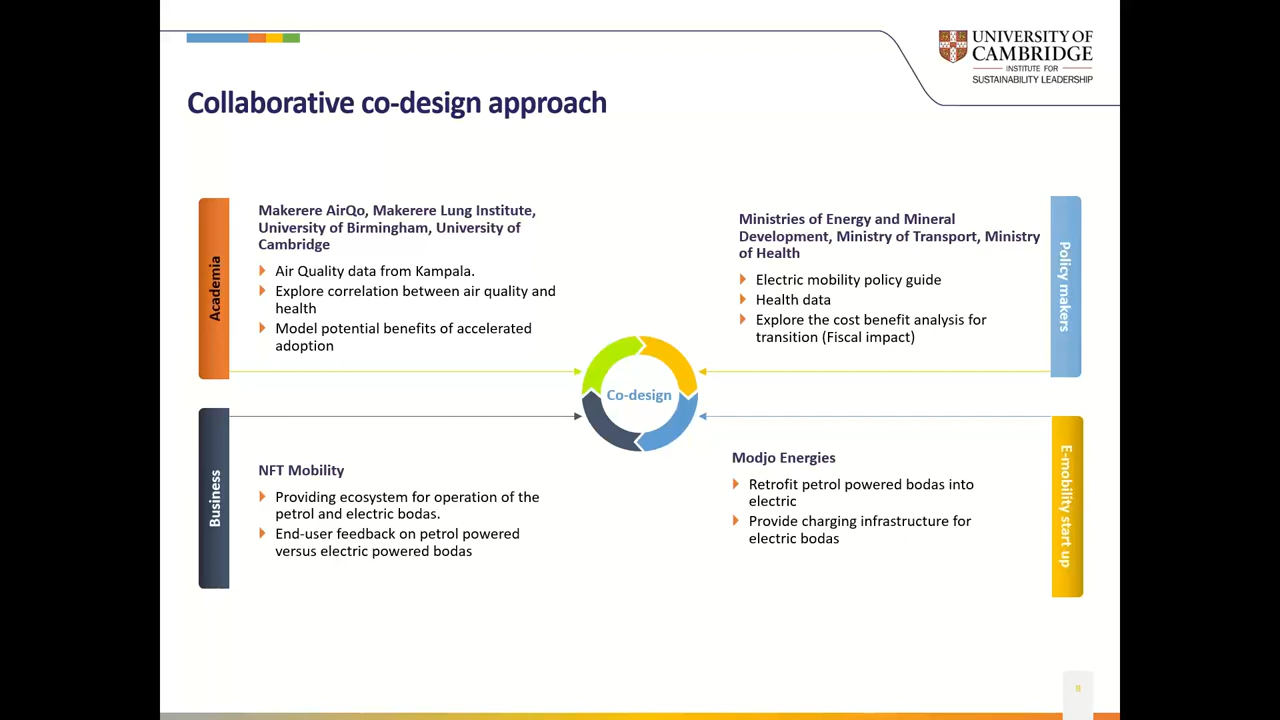 UNIVERSITY OF
CAMBRIDGE
INSTITUTE FOR
SUSTAINABILITY LEADERSHIP
Collaborative co-design approach
Academia
Makerere AirQo, Makerere Lung Institute,
University of Birmingham, University of
Cambridge
Air Quality data from Kampala.
Explore correlation between air quality and
health
Model potential benefits of accelerated
adoption
Ministries of Energy and Mineral
Development, Ministry of Transport, Ministry
of Health
Electric mobility policy guide
Health data
Explore the cost benefit analysis for
transition (Fiscal impact)
Policy makers
Co-design
Business
NFT Mobility
Providing ecosystem for operation of the
petrol and electric bodas.
End-user feedback on petrol powered
versus electric powered bodas
Modjo Energies
Retrofit petrol powered bodas into
electric
Provide charging infrastructure for
electric bodas
E-mobility start up